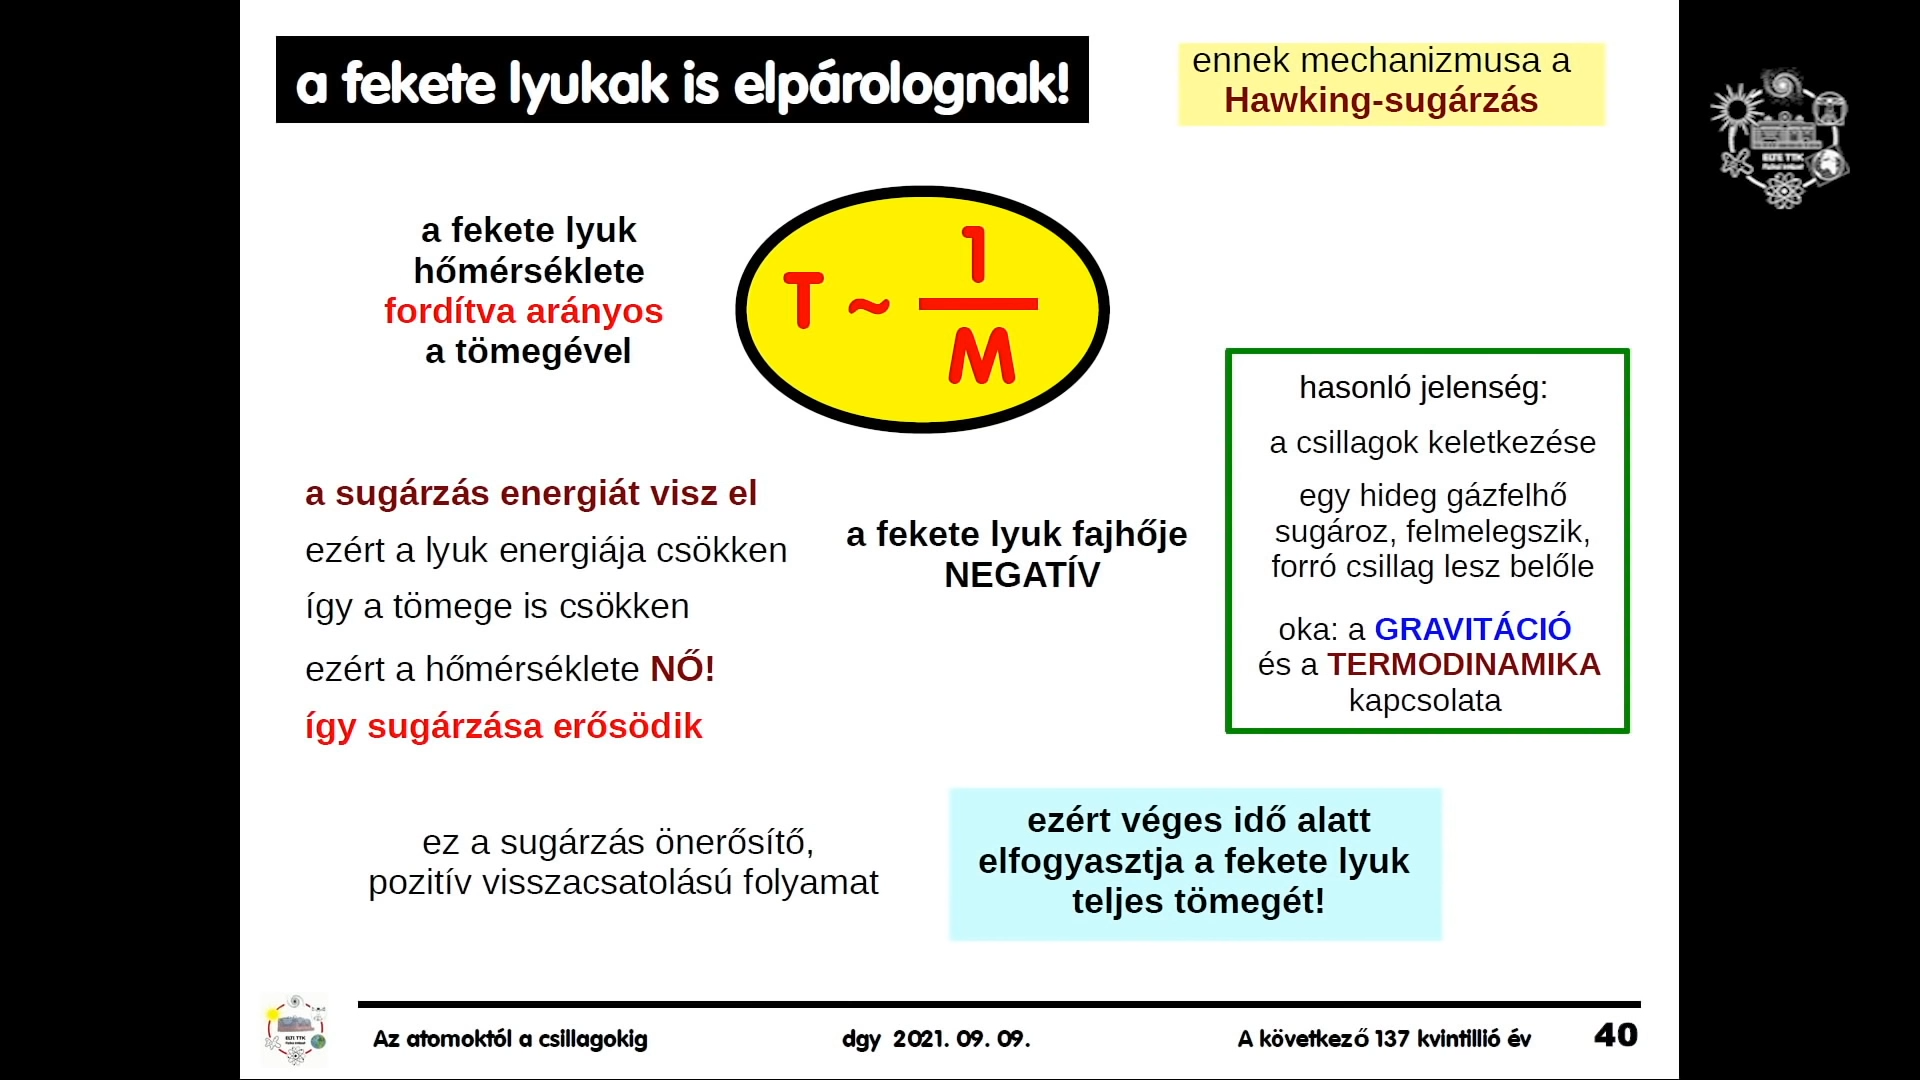 a fekete lyukak is elpárolognak!
ennek mechanizmusa a
Hawking-sugárzás
a fekete lyuk
hőmérséklete
fordítva arányos
a tömegével
T ~ 1
M
hasonló jelenség:
a csillagok keletkezése
egy hideg gázfelhő
sugároz, felmelegszik,
forró csillag lesz belőle
oka: a GRAVITÁCIÓ
és a TERMODINAMIKA
kapcsolata
a sugárzás energiát visz el
ezért a lyuk energiája csökken
így a tömege is csökken
ezért a hőmérséklete NŐ!
így sugárzása erősödik
a fekete lyuk fajhője
NEGATÍV
ez a sugárzás önerősítő,
pozitív visszacsatolású folyamat
ezért véges idő alatt
elfogyasztja a fekete lyuk
teljes tömegét!
Az atomoktól a csillagokig
dgy 2021. 09. 09.
A következő 137 kvintillió év
40
ELTE TTK